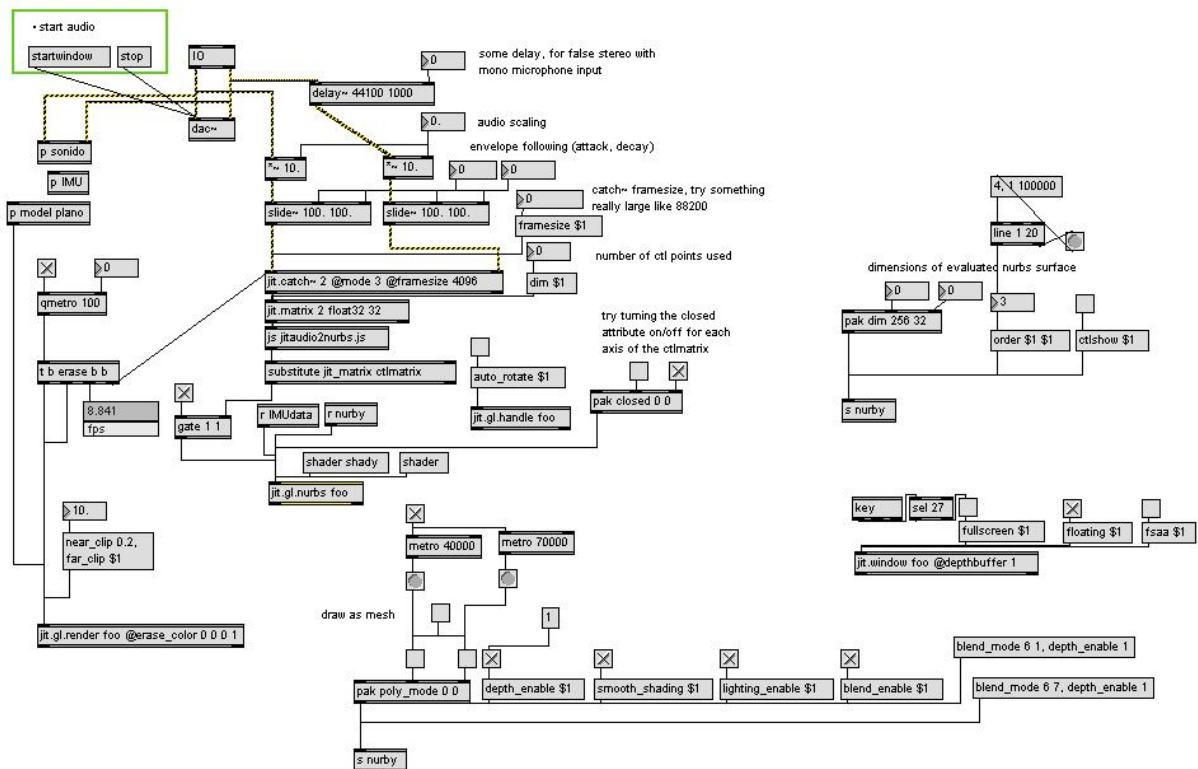 • start audio
startwindow
stop
IO
0
some delay, for false stereo with
mono microphone input
delay~ 44100 1000
dac~
0.
audio scaling
p sonido
envelope following (attack, decay)
*~ 10.
*~ 10.
0
0
p IMU
catch~ framesize, try something
really large like 88200
0
4, 1 100000
p model plano
slide~ 100. 100.
slide~ 100. 100.
framesize $1
line 1 20
0
number of ctl points used
0
dimensions of evaluated nurbs surface
jit.catch~ 2 @mode 3 @framesize 4096
dim $1
0
0
qmetro 100
3
jit.matrix 2 float32 32
try turning the closed
attribute on/off for each
axis of the ctlmatrix
pak dim 256 32
js jitaudio2nurbs.js
order $1 $1
ctlshow $1
t b erase b b
substitute jit_matrix ctlmatrix
auto_rotate $1
8.841
fps
pak closed 0 0
s nurby
gate 1 1
r IMUdata
r nurby
jit.gl.handle foo
shader shady
shader
jit.gl.nurbs foo
10.
key
sel 27
near_clip 0.2,
far_clip $1
metro 40000
metro 70000
fullscreen $1
floating $1
fsaa $1
jit.window foo @depthbuffer 1
draw as mesh
1
jit.gl.render foo @erase_color 0 0 0 1
blend_mode 6 1, depth_enable 1
pak poly_mode 0 0
depth_enable $1
smooth_shading $1
lighting_enable $1
blend_enable $1
blend_mode 6 7, depth_enable 1
s nurby